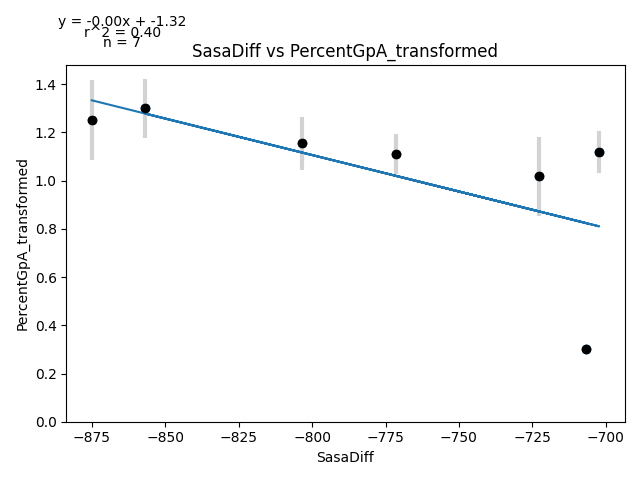 y = -0.00x + -1.32
r^2 = 0.40
n = 7
SasaDiff vs PercentGpA_transformed
PercentGpA_transformed
1.4
1.2
1.0
0.8
0.6
0.4
0.2
0.0
−875 −850 −825 −800 −775 −750 −725 −700
SasaDiff